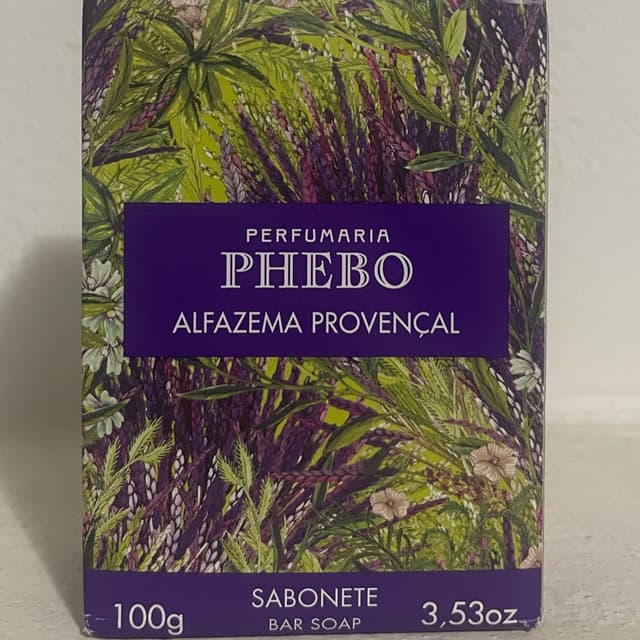 PERFUMARIA
PHEBO
ALFAZEMA PROVENÇAL
100g
SABONETE
BAR SOAP
3,53oz